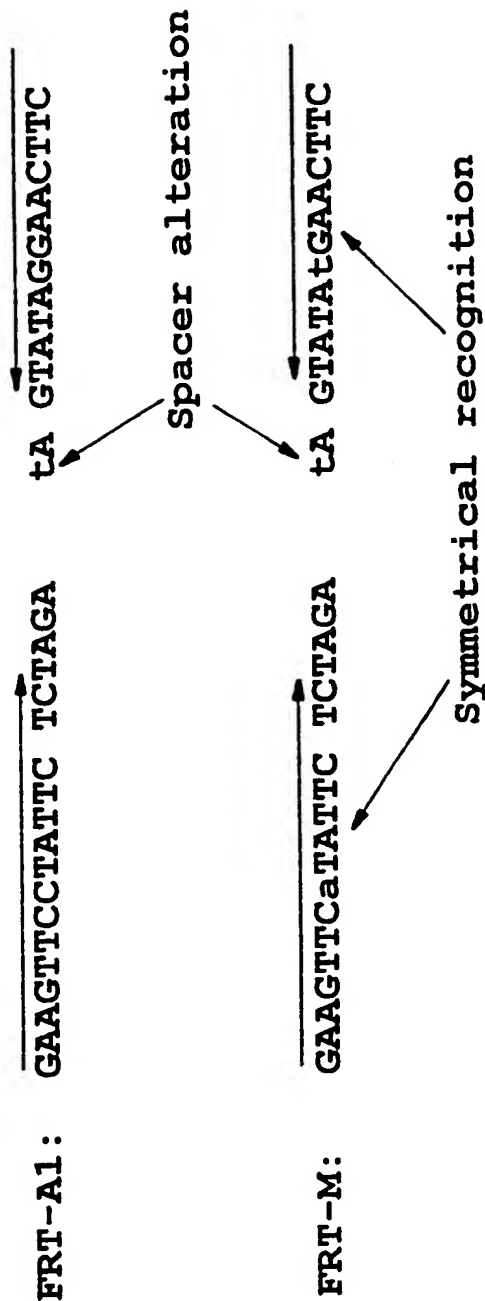 FRT-A1: GAAGTTCCTATTC TCTAGA tA GTATAGGAACTTC
Spacer alteration
FRT-M: GAAGTTCaTATTC TCTAGA tA GTATAtGAACTTC
Symmetrical recognition